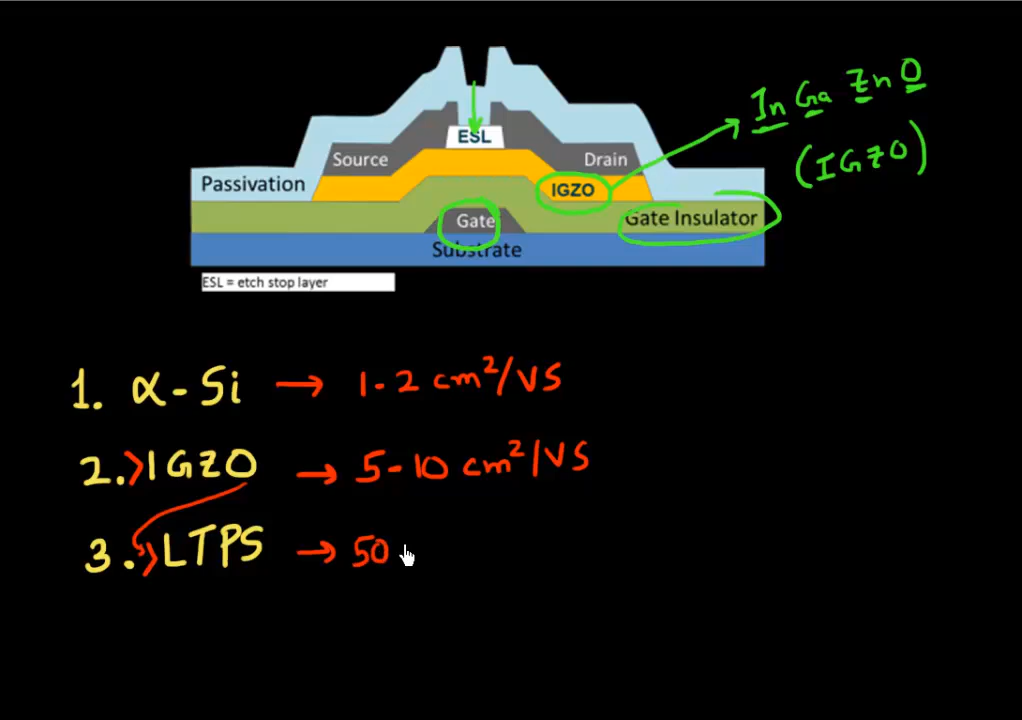 ESL
In Ga Zn O
Source
Drain
(IGZO)
Passivation
IGZO
Gate
Gate Insulator
Substrate
ESL = etch stop layer
1. α-Si → 1-2 cm²/VS
2. >IGZO → 5-10 cm²/VS
3. >LTPS → 50